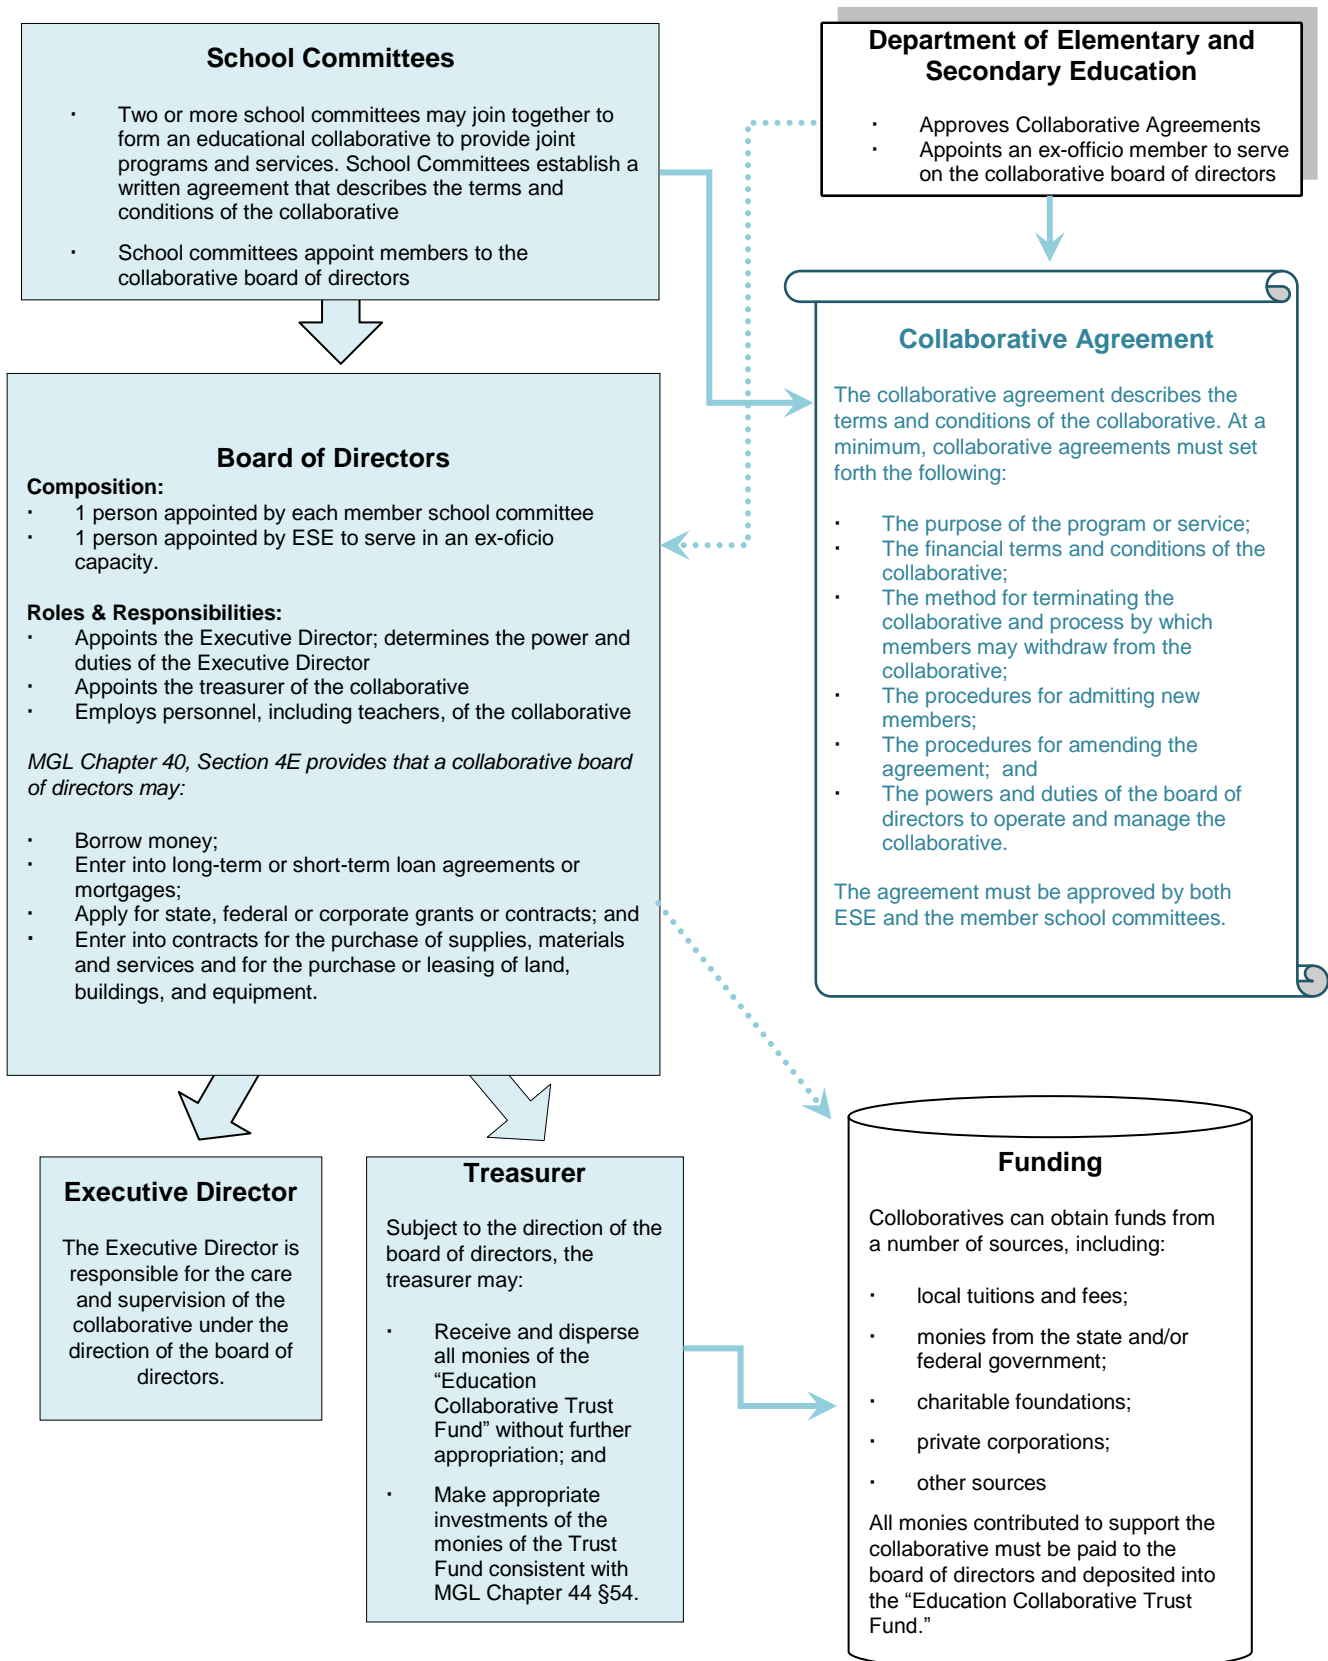 School Committees
· Two or more school committees may join together to
form an educational collaborative to provide joint
programs and services. School Committees establish a
written agreement that describes the terms and
conditions of the collaborative
· School committees appoint members to the
collaborative board of directors
Department of Elementary and
Secondary Education
· Approves Collaborative Agreements
· Appoints an ex-officio member to serve
on the collaborative board of directors
Collaborative Agreement
The collaborative agreement describes the
terms and conditions of the collaborative. At a
minimum, collaborative agreements must set
forth the following:
· The purpose of the program or service;
· The financial terms and conditions of the
collaborative;
· The method for terminating the
collaborative and process by which
members may withdraw from the
collaborative;
· The procedures for admitting new
members;
· The procedures for amending the
agreement; and
· The powers and duties of the board of
directors to operate and manage the
collaborative.
The agreement must be approved by both
ESE and the member school committees.
Board of Directors
Composition:
· 1 person appointed by each member school committee
· 1 person appointed by ESE to serve in an ex-oficio
capacity.
Roles & Responsibilities:
· Appoints the Executive Director; determines the power and
duties of the Executive Director
· Appoints the treasurer of the collaborative
· Employs personnel, including teachers, of the collaborative
MGL Chapter 40, Section 4E provides that a collaborative board
of directors may:
· Borrow money;
· Enter into long-term or short-term loan agreements or
mortgages;
· Apply for state, federal or corporate grants or contracts; and
· Enter into contracts for the purchase of supplies, materials
and services and for the purchase or leasing of land,
buildings, and equipment.
Executive Director
The Executive Director is
responsible for the care
and supervision of the
collaborative under the
direction of the board of
directors.
Treasurer
Subject to the direction of the
board of directors, the
treasurer may:
· Receive and disperse
all monies of the
“Education
Collaborative Trust
Fund” without further
appropriation; and
· Make appropriate
investments of the
monies of the Trust
Fund consistent with
MGL Chapter 44 §54.
Funding
Colloboratives can obtain funds from
a number of sources, including:
· local tuitions and fees;
· monies from the state and/or
federal government;
· charitable foundations;
· private corporations;
· other sources
All monies contributed to support the
collaborative must be paid to the
board of directors and deposited into
the “Education Collaborative Trust
Fund.”